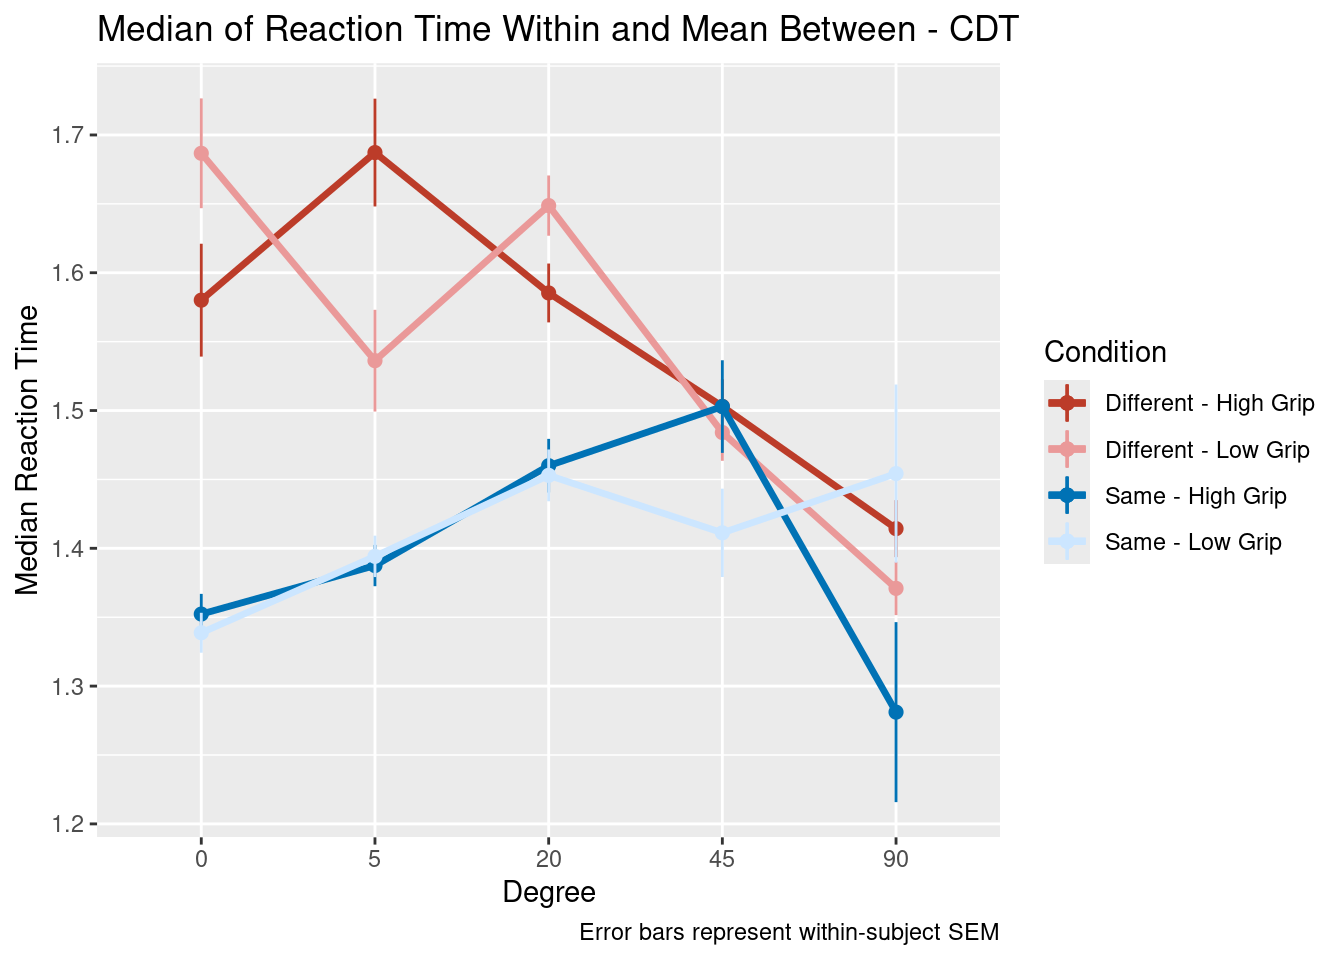 Median of Reaction Time Within and Mean Between - CDT
Median Reaction Time
1.7
1.6
1.5
1.4
1.3
1.2
0 5 20 45 90
Degree
Error bars represent within-subject SEM
Condition
Different - High Grip
Different - Low Grip
Same - High Grip
Same - Low Grip